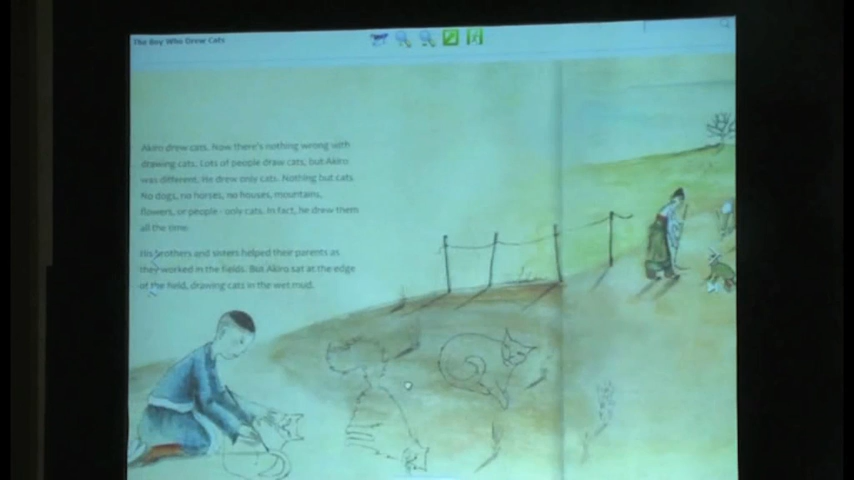 The Boy Who Drew Cats
Akiro drew cats. Now there's nothing wrong with
drawing cats. Lots of people draw cats, but Akiro
was different. He drew only cats. Nothing but cats.
No dogs, no horses, no houses, mountains,
flowers, or people - only cats. In fact, he drew them
all the time.
His brothers and sisters helped their parents as
they worked in the fields. But Akiro sat at the edge
of the field, drawing cats in the wet mud.